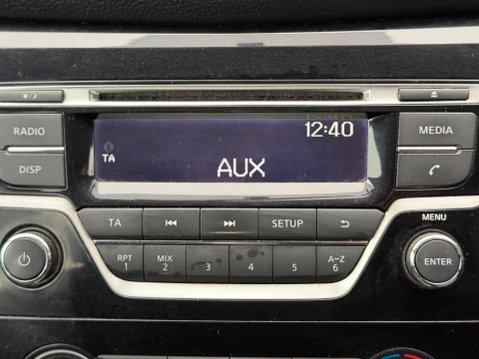 RADIO
12:40
MEDIA
DISP
TA
AUX
TA
SETUP
MENU
RPT
1
MIX
2
3
4
5
A-Z
6
ENTER